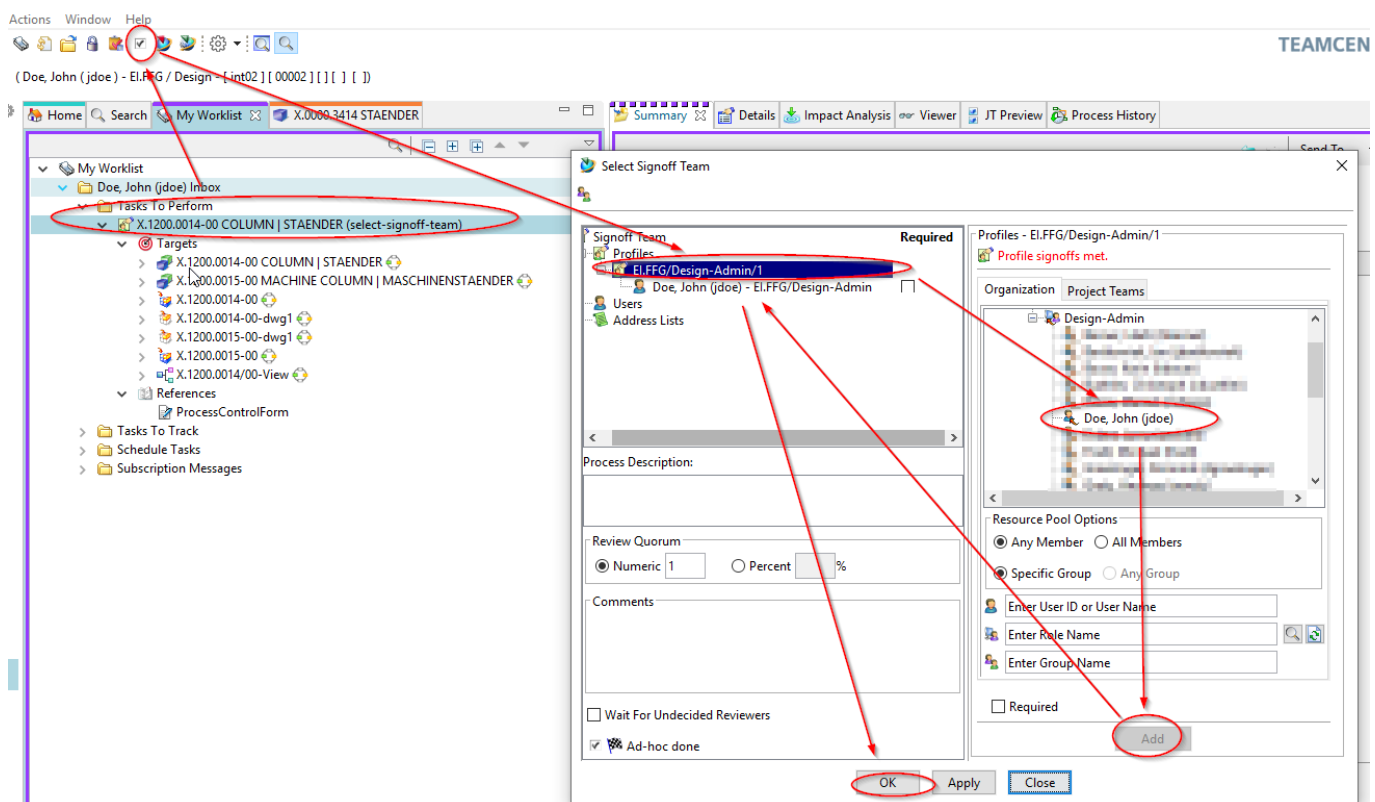 Actions Window Help
TEAMCEN
( Doe, John ( jdoe ) - EI.FFG / Design - [ int02 ] [ 00002 ] [ ] [ ] [ ])
Home Search My Worklist X.0000.3414 STAENDER
Summary Details Impact Analysis Viewer JT Preview Process History
Send To
My Worklist
Doe, John (jdoe) Inbox
Tasks To Perform
X.1200.0014-00 COLUMN | STAENDER (select-signoff-team)
Targets
X.1200.0014-00 COLUMN | STAENDER
X.1200.0015-00 MACHINE COLUMN | MASCHINENSTAENDER
X.1200.0014-00
X.1200.0014-00-dwg1
X.1200.0015-00-dwg1
X.1200.0015-00
X.1200.0014/00-View
References
ProcessControlForm
Tasks To Track
Schedule Tasks
Subscription Messages
Select Signoff Team
Signoff Team Required
Profiles
EI.FFG/Design-Admin/1
Doe, John (jdoe) - EI.FFG/Design-Admin
Users
Address Lists
Process Description:
Review Quorum
Numeric 1 Percent %
Comments
Wait For Undecided Reviewers
Ad-hoc done
Profiles - EI.FFG/Design-Admin/1
Profile signoffs met.
Organization Project Teams
Design-Admin
Doe, John (jdoe)
Resource Pool Options
Any Member All Members
Specific Group Any Group
Enter User ID or User Name
Enter Role Name
Enter Group Name
Required
Add
OK Apply Close